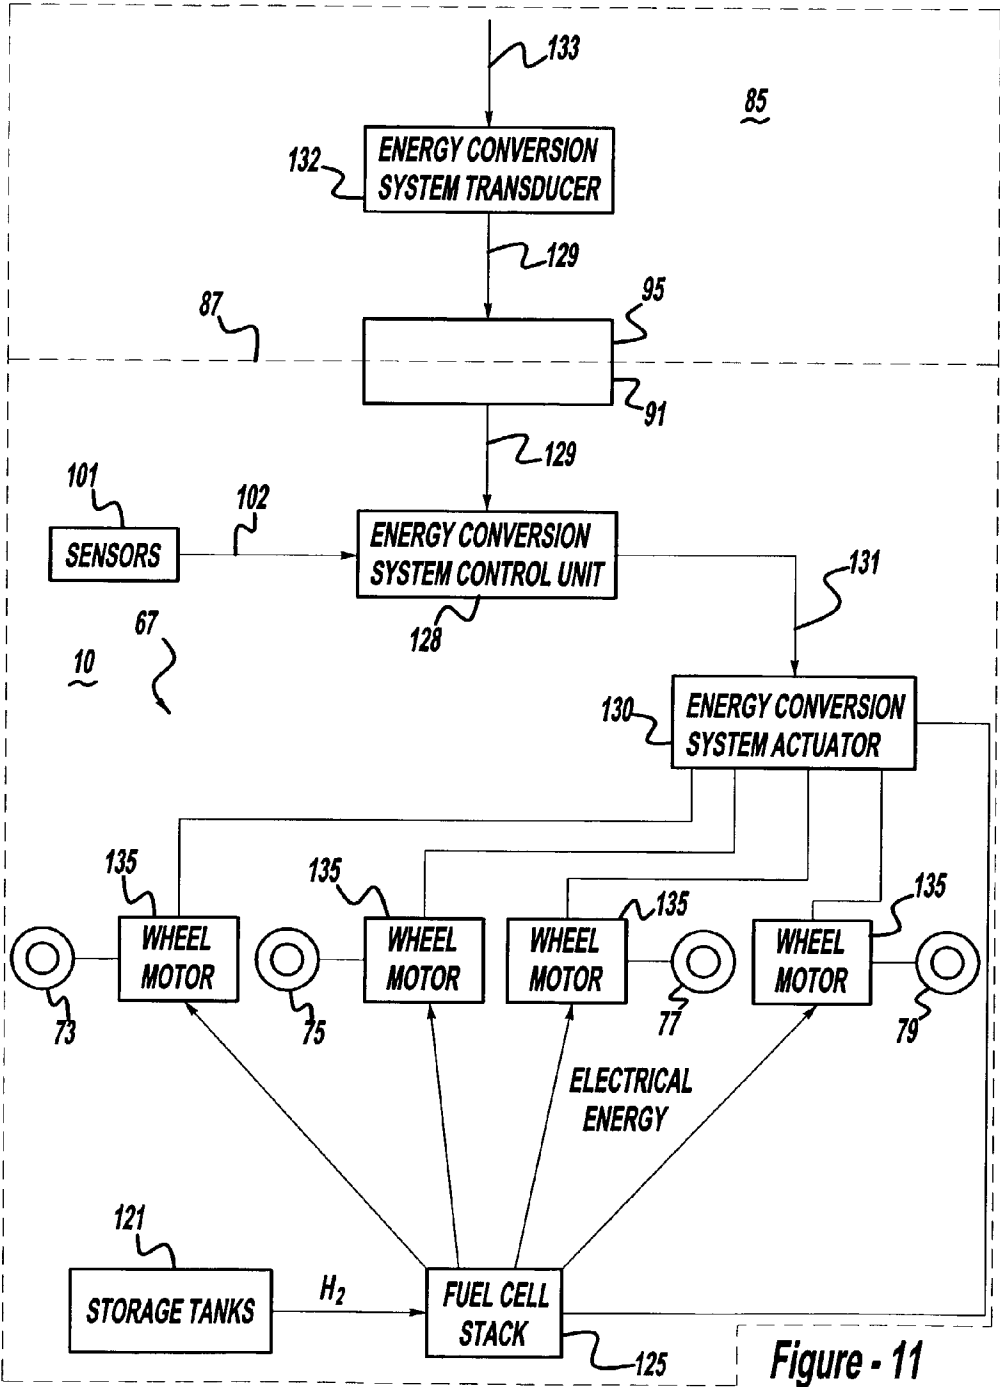 133
85
ENERGY CONVERSION
SYSTEM TRANSDUCER
132
129
95
87
91
129
101
102
SENSORS
ENERGY CONVERSION
SYSTEM CONTROL UNIT
131
128
67
10
130
ENERGY CONVERSION
SYSTEM ACTUATOR
135
135
135
135
WHEEL
MOTOR
WHEEL
MOTOR
WHEEL
MOTOR
WHEEL
MOTOR
73
75
77
79
ELECTRICAL
ENERGY
121
STORAGE TANKS
H2
FUEL CELL
STACK
125
Figure - 11